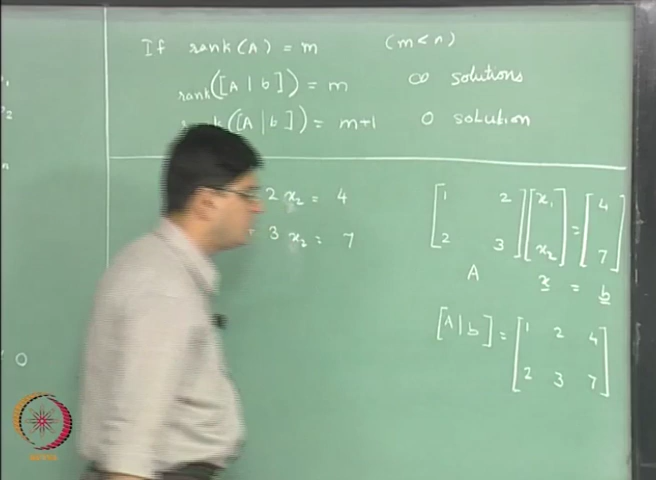 If rank(A) = m (m < n)
rank([A | b]) = m ∞ solutions
([A | b]) = m+1 0 solution
2 x₂ = 4
3 x₂ = 7
[1 2] [x₁] = [4]
[2 3] [x₂] [7]
A x = b
[A | b] = [1 2 4]
[2 3 7]
0